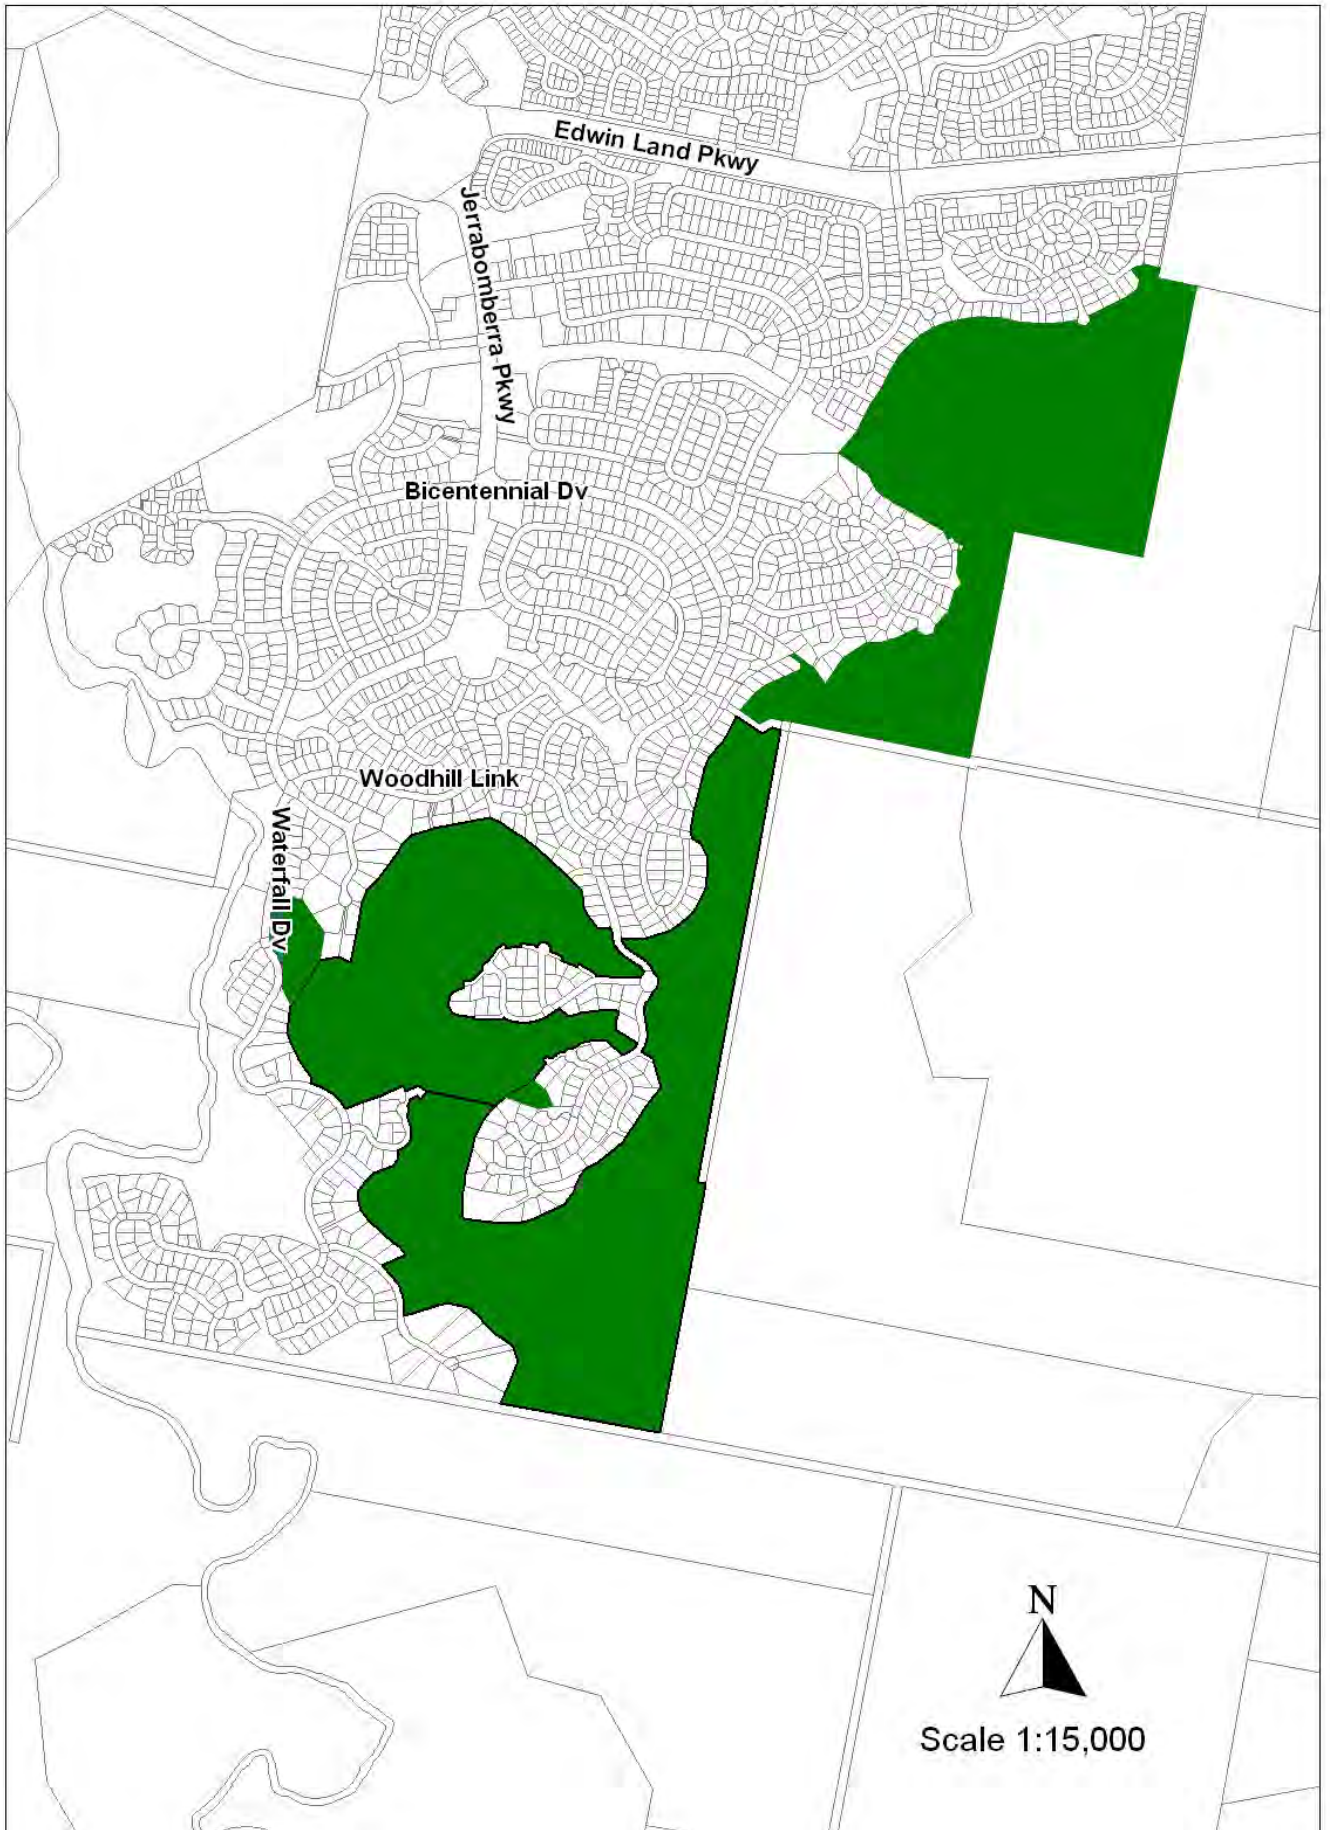 Edwin Land Pkwy
Jerrabomberra Pkwy
Bicentennial Dv
Woodhill Link
Waterfall Dv
N
Scale 1:15,000